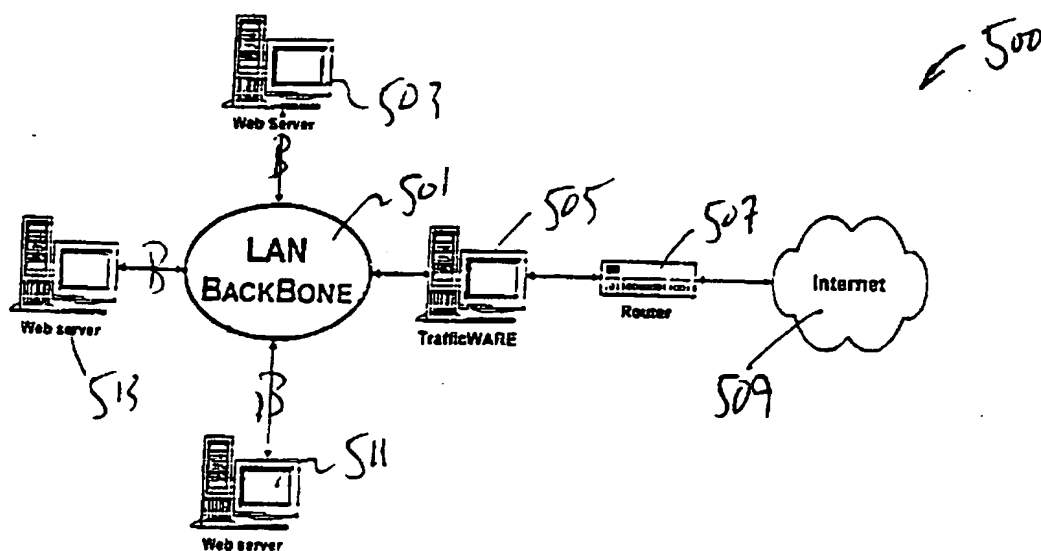 500
503
Web Server
B
501
505
507
LAN
BACKBONE
B
Internet
Web server
TrafficWARE
Router
513
509
B
511
Web server